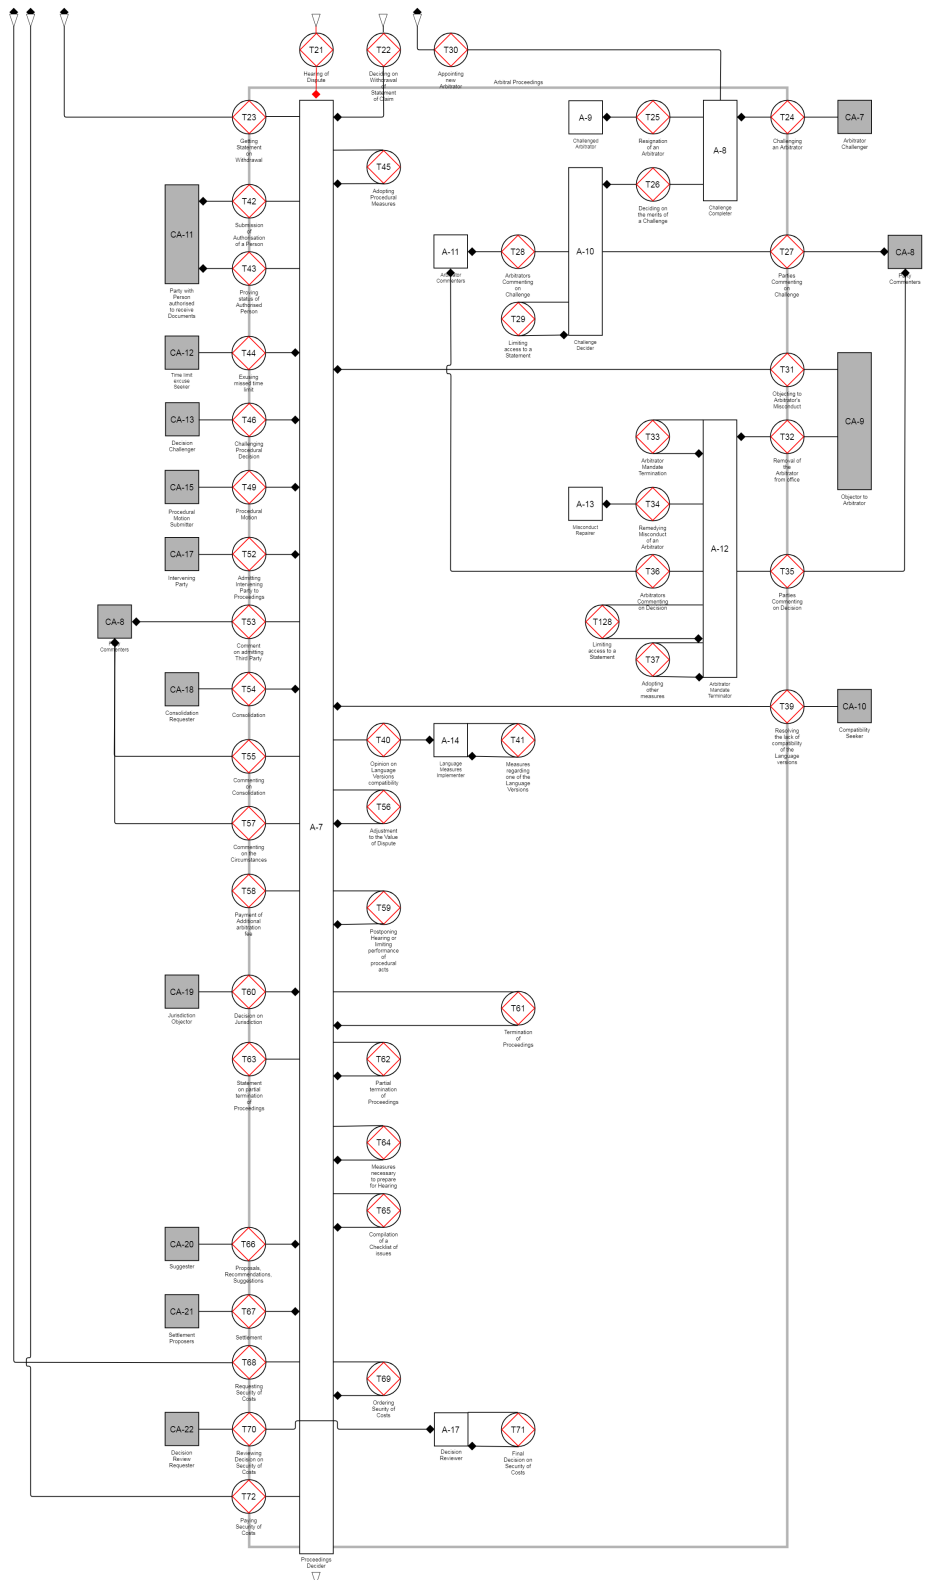 T21
Hearing of
Dispute
T22
Deciding on
Withdrawal
of
Statement
of Claim
T30
Appointing
new
Arbitrator
Arbitral Proceedings
T23
Getting
Statement
on
Withdrawal
A-9
Challenged
Arbitrator
T25
Resignation
of an
Arbitrator
A-8
Challenge
Completer
T24
Challenging
an Arbitrator
CA-7
Arbitrator
Challenger
T45
Adopting
Procedural
Measures
T26
Deciding on
the merits of
a Challenge
CA-11
Party with
Person
authorised
to receive
Documents
T42
Submission
of
Authorisation
of a Person
T43
Proving
status of
Authorised
Person
A-11
Arbitrator
Commenters
T28
Arbitrators
Commenting
on
Challenge
A-10
Challenge
Decider
T27
Parties
Commenting
on
Challenge
CA-8
Party
Commenters
T29
Limiting
access to a
Statement
CA-12
Time limit
excuse
Seeker
T44
Exusing
missed time
limit
T31
Objecting to
Arbitrator's
Misconduct
CA-9
Objector to
Arbitrator
CA-13
Decision
Challenger
T46
Challenging
Procedural
Decision
T33
Arbitrator
Mandate
Termination
T32
Removal of
the
Arbitrator
from office
CA-15
Procedural
Motion
Submitter
T49
Procedural
Motion
A-13
Misconduct
Repairer
T34
Remedying
Misconduct
of an
Arbitrator
A-12
Arbitrator
Mandate
Terminator
CA-17
Intervening
Party
T52
Admitting
Intervening
Party to
Proceedings
T36
Arbitrators
Commenting
on Decision
T35
Parties
Commenting
on Decision
CA-8
Commenters
T53
Comment
on admitting
Third Party
T128
Limiting
access to a
Statement
T37
Adopting
other
measures
CA-18
Consolidation
Requester
T54
Consolidation
T39
Resolving
the lack of
compatibility
of the
Language
versions
CA-10
Compatibility
Seeker
T55
Commenting
on
Consolidation
T40
Opinion on
Language
Versions
compatibility
A-14
Language
Measures
Implementer
T41
Measures
regarding
one of the
Language
Versions
T57
Commenting
on the
Circumstances
A-7
T56
Adjustment
to the Value
of Dispute
T58
Payment of
Additional
arbitration
fee
T59
Postponing
Hearing or
limiting
performance
of
procedural
acts
CA-19
Jurisdiction
Objector
T60
Decision on
Jurisdiction
T61
Termination
of
Proceedings
T63
Statement
on partial
termination
of
Proceedings
T62
Partial
termination
of
Proceedings
T64
Measures
necessary
to prepare
for Hearing
T65
Compilation
of a
Checklist of
issues
CA-20
Suggester
T66
Proposals,
Recommendations,
Suggestions
CA-21
Settlement
Proposers
T67
Settlement
T68
Requesting
Security of
Costs
T69
Ordering
Seurity of
Costs
CA-22
Decision
Review
Requester
T70
Reviewing
Decision on
Security of
Costs
A-17
Decision
Reviewer
T71
Final
Decision on
Security of
Costs
T72
Paying
Security of
Costs
Proceedings
Decider